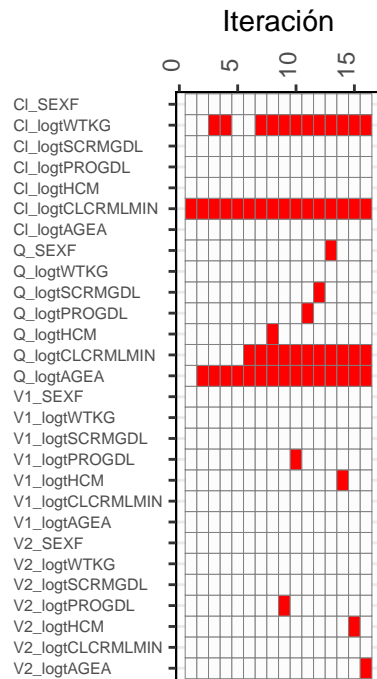 Iteración
0 5 10 15
Cl_SEXF
Cl_logtWTKG
Cl_logtSCRMGDL
Cl_logtPROGDL
Cl_logtHCM
Cl_logtCLCRMLMIN
Cl_logtAGEA
Q_SEXF
Q_logtWTKG
Q_logtSCRMGDL
Q_logtPROGDL
Q_logtHCM
Q_logtCLCRMLMIN
Q_logtAGEA
V1_SEXF
V1_logtWTKG
V1_logtSCRMGDL
V1_logtPROGDL
V1_logtHCM
V1_logtCLCRMLMIN
V1_logtAGEA
V2_SEXF
V2_logtWTKG
V2_logtSCRMGDL
V2_logtPROGDL
V2_logtHCM
V2_logtCLCRMLMIN
V2_logtAGEA